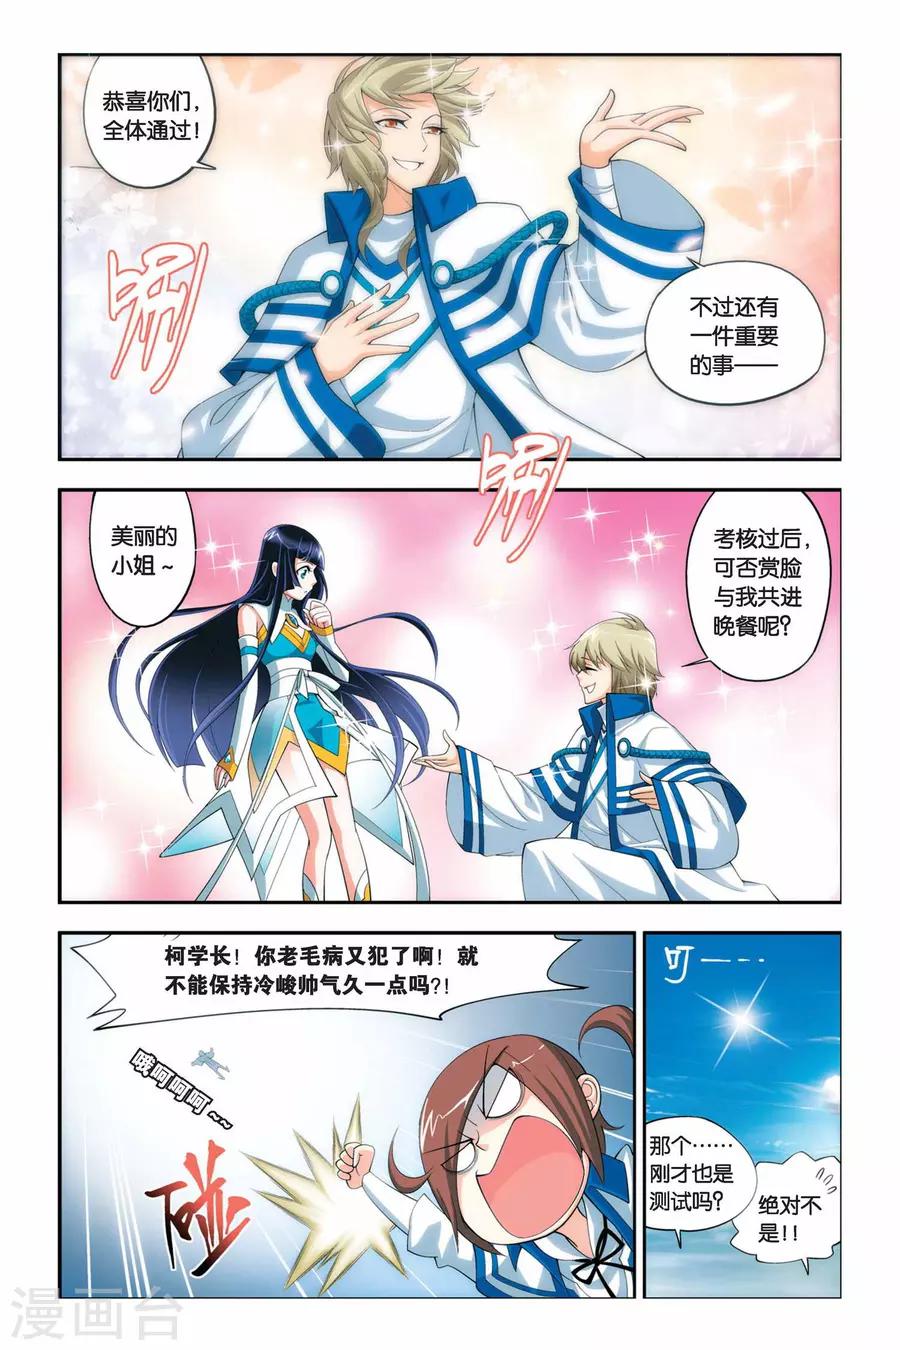 恭喜你们，
全体通过！
唰
不过还有
一件重要
的事——
唰
美丽的
小姐~
考核过后，
可否赏脸
与我共进
晚餐呢？
柯学长！你老毛病又犯了啊！就
不能保持冷峻帅气久一点吗？！
哦呵呵呵~~
碰
叮——
那个……
刚才也是
测试吗？
绝对不
是！！
漫画台